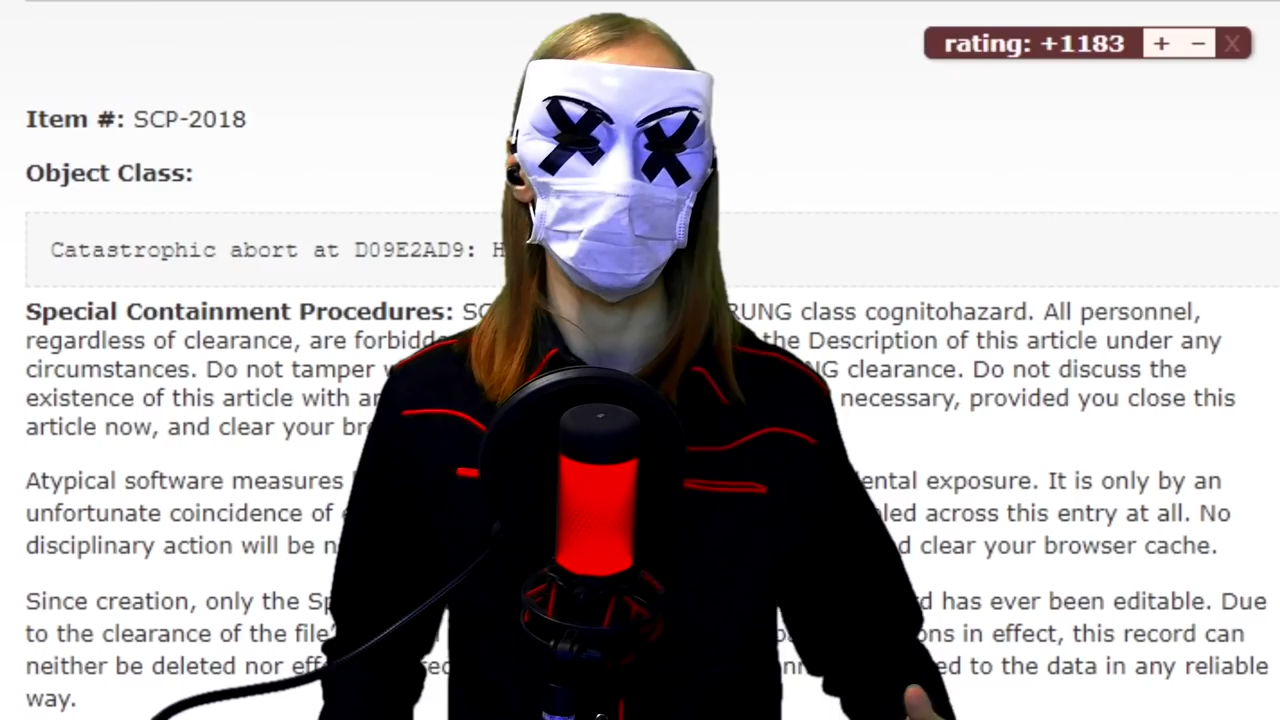 rating: +1183 + − X
Item #: SCP-2018
Object Class:
Catastrophic abort at D09E2AD9: H
Special Containment Procedures: SC RUNG class cognitohazard. All personnel,
regardless of clearance, are forbidde the Description of this article under any
circumstances. Do not tamper w NG clearance. Do not discuss the
existence of this article with an necessary, provided you close this
article now, and clear your bro
Atypical software measures ental exposure. It is only by an
unfortunate coincidence of led across this entry at all. No
disciplinary action will be n d clear your browser cache.
Since creation, only the Sp rd has ever been editable. Due
to the clearance of the file' ons in effect, this record can
neither be deleted nor effe rec ed to the data in any reliable
way.